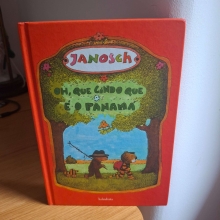 JANOSCH
OH, QUE LINDO QUE
É O PANAMÁ